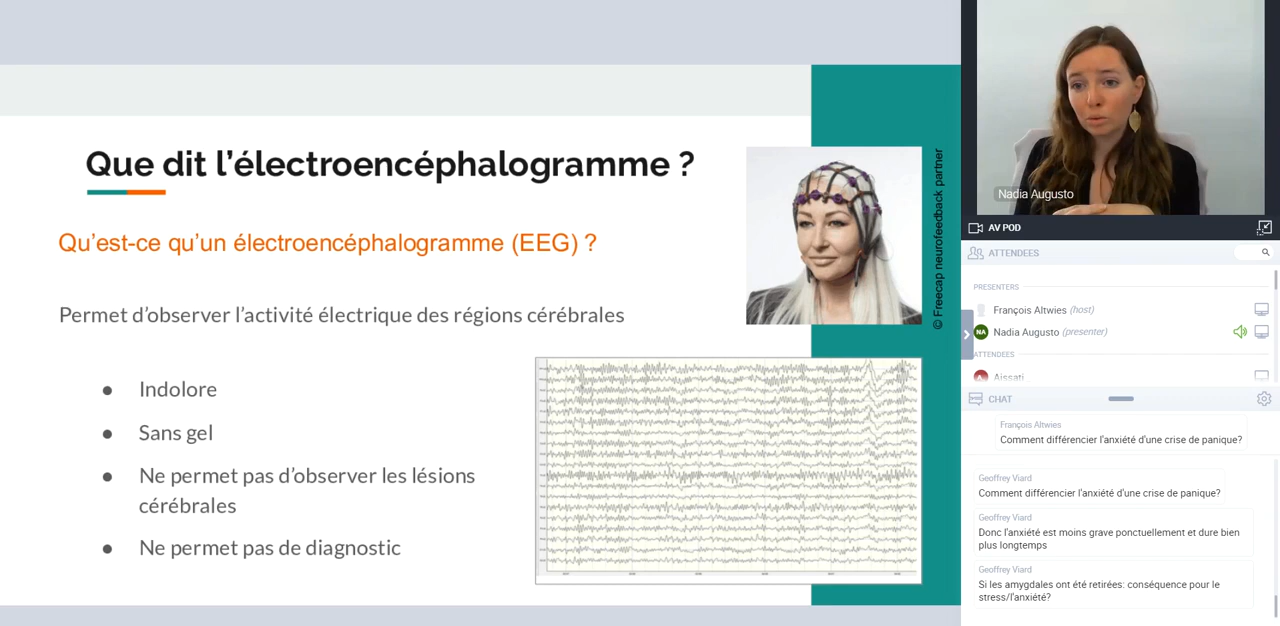 Que dit l'électroencéphalogramme ?
Qu'est-ce qu'un électroencéphalogramme (EEG) ?
Permet d'observer l'activité électrique des régions cérébrales
● Indolore
● Sans gel
● Ne permet pas d'observer les lésions
cérébrales
● Ne permet pas de diagnostic
© Freecap neurofeedback partner
Nadia Augusto
AV POD
ATTENDEES
PRESENTERS
François Altwies (host)
NA Nadia Augusto (presenter)
ATTENDEES
Aissati
CHAT
François Altwies
Comment différencier l'anxiété d'une crise de panique?
Geoffrey Viard
Comment différencier l'anxiété d'une crise de panique?
Geoffrey Viard
Donc l'anxiété est moins grave ponctuellement et dure bien
plus longtemps
Geoffrey Viard
Si les amygdales ont été retirées: conséquence pour le
stress/l'anxiété?